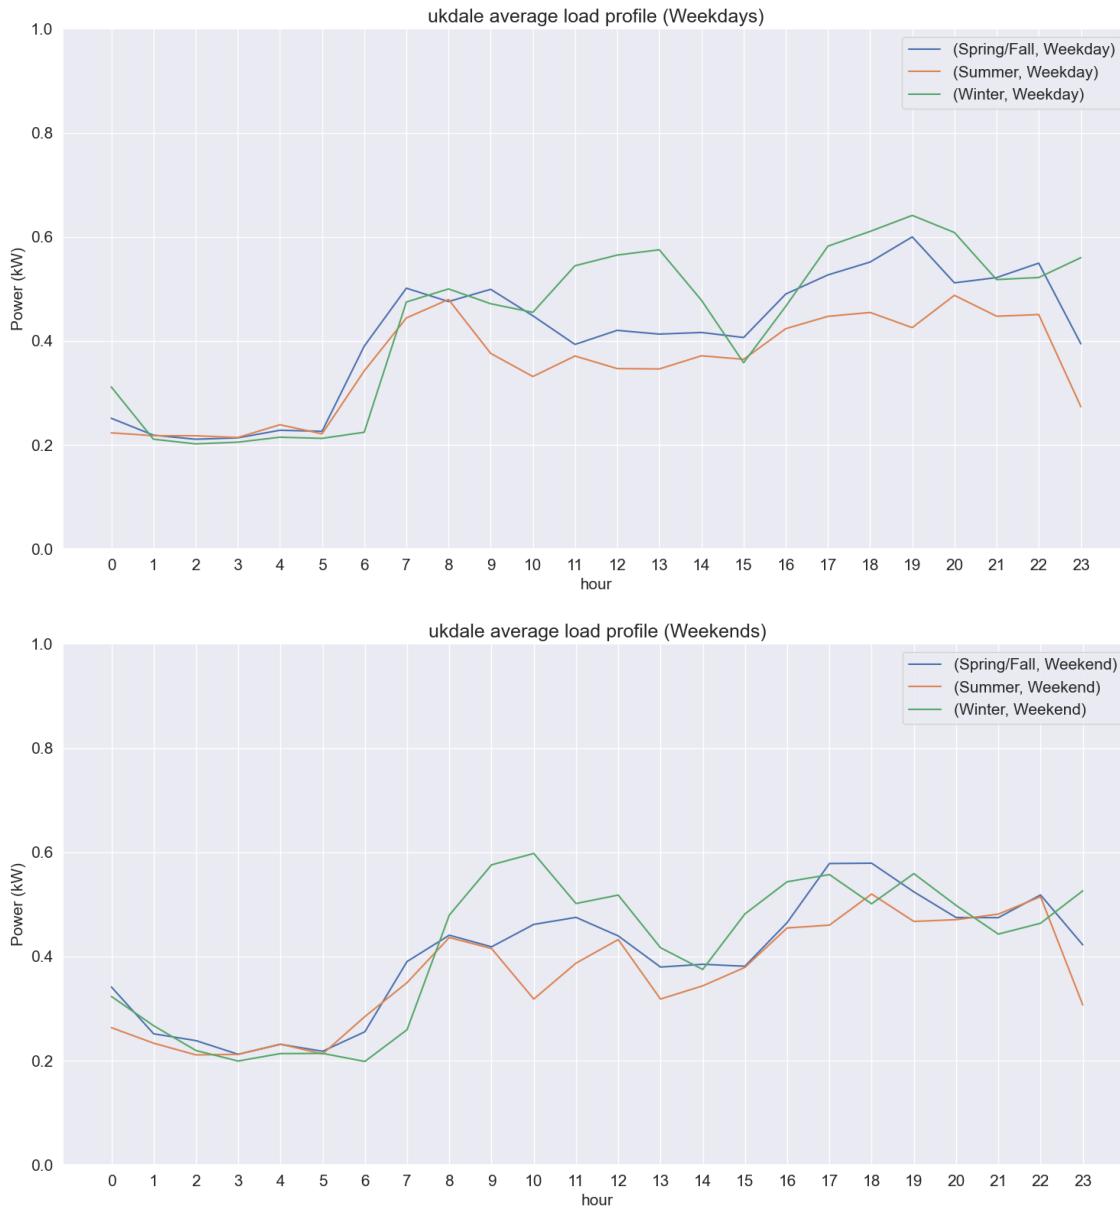 ukdale average load profile (Weekdays)
1.0
0.8
0.6
0.4
0.2
0.0
Power (kW)
(Spring/Fall, Weekday)
(Summer, Weekday)
(Winter, Weekday)
0 1 2 3 4 5 6 7 8 9 10 11 12 13 14 15 16 17 18 19 20 21 22 23
hour
ukdale average load profile (Weekends)
1.0
0.8
0.6
0.4
0.2
0.0
Power (kW)
(Spring/Fall, Weekend)
(Summer, Weekend)
(Winter, Weekend)
0 1 2 3 4 5 6 7 8 9 10 11 12 13 14 15 16 17 18 19 20 21 22 23
hour